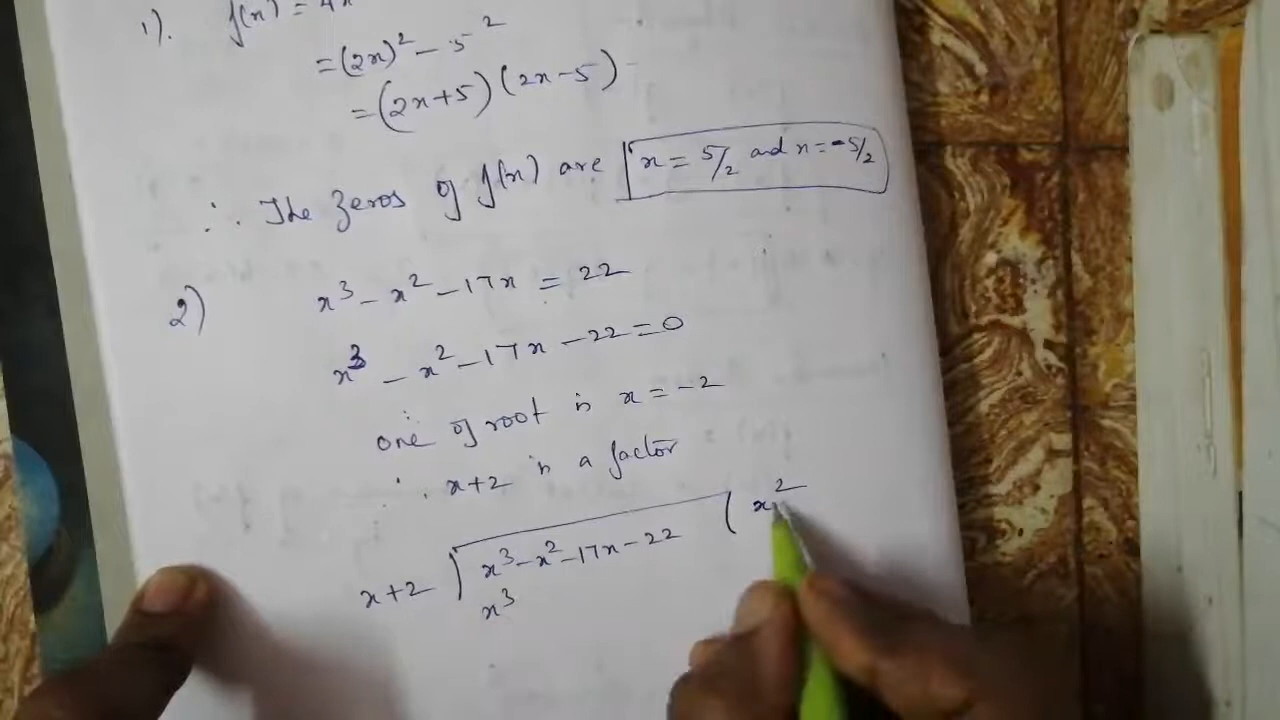 1). f(x) = 4x
= (2x)² - 5²
= (2x+5) (2x-5)
∴ The zeros of f(x) are x = 5/2 and x = -5/2
2) x³ - x² - 17x = 22
x³ - x² - 17x - 22 = 0
one of root is x = -2
∴ x+2 is a factor
x+2 ) x³ - x² - 17x - 22 ( x²
x³